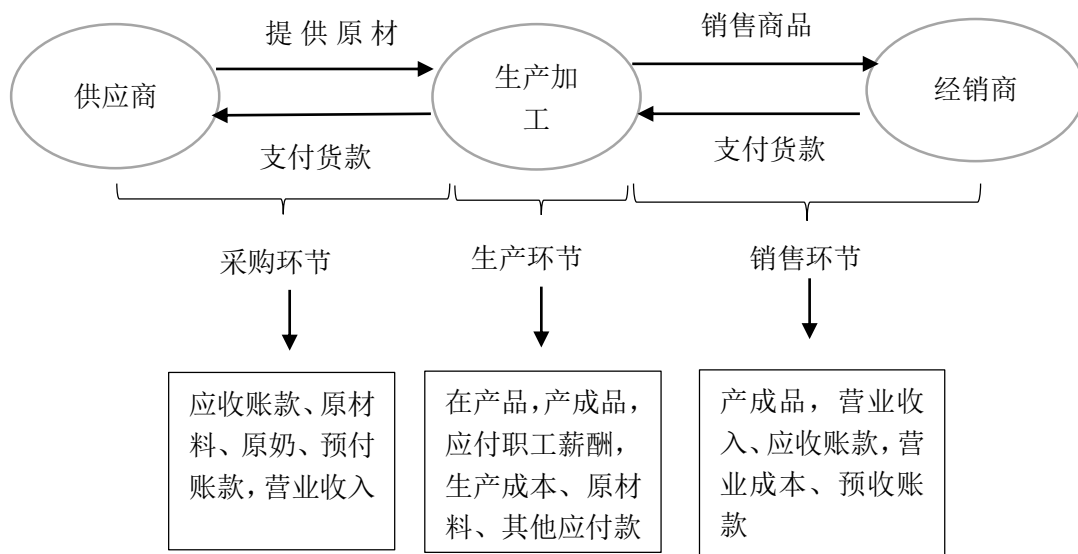 提供原材
销售商品
供应商
生产加
工
经销商
支付货款
支付货款
采购环节
生产环节
销售环节
应收账款、原材
料、原奶、预付
账款，营业收入
在产品，产成品，
应付职工薪酬，
生产成本、原材
料、其他应付款
产成品，营业收
入、应收账款，营
业成本、预收账
款